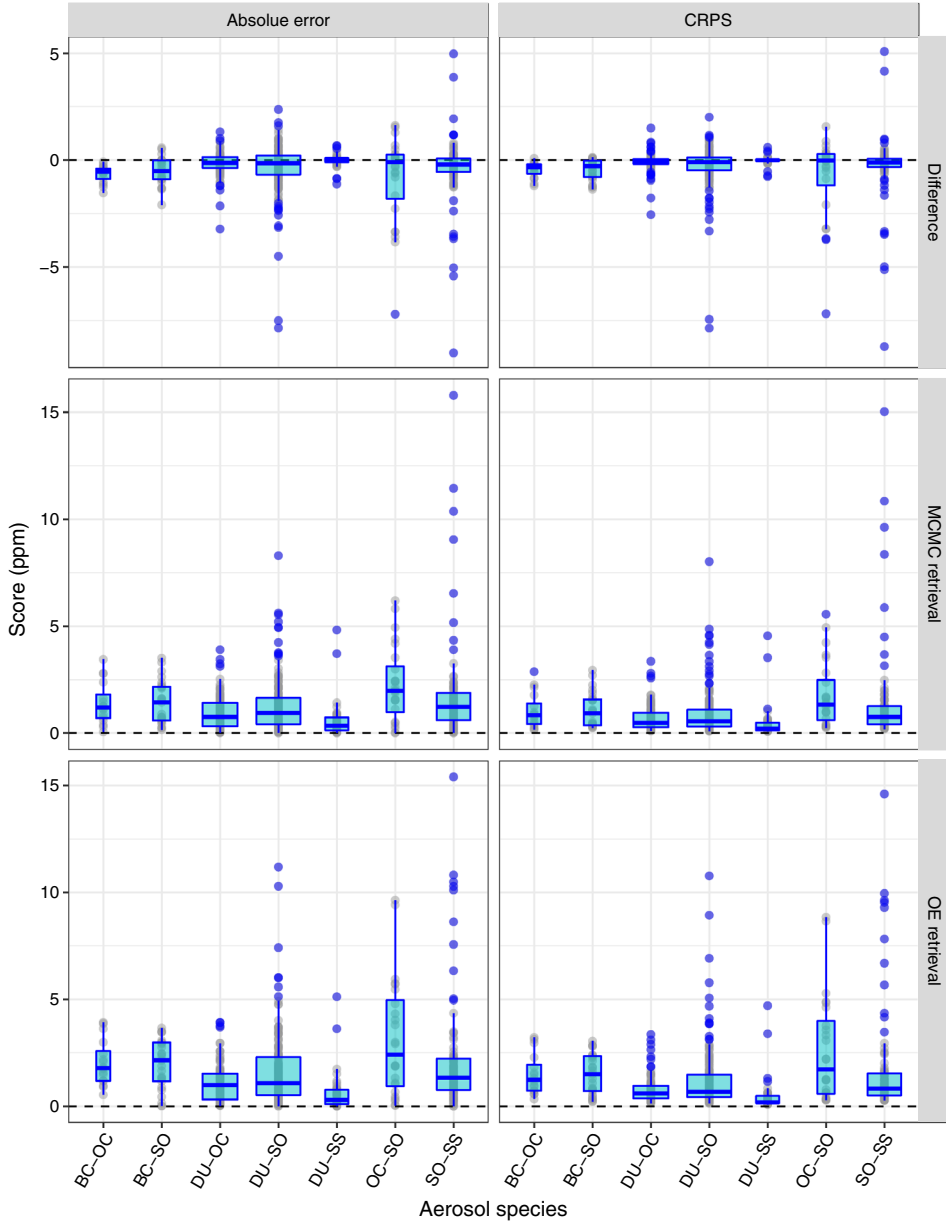 Absolue error
CRPS
5
0
−5
Difference
15
10
5
0
MCMC retrieval
15
10
5
0
OE retrieval
Score (ppm)
BC−OC
BC−SO
DU−OC
DU−SO
DU−SS
OC−SO
SO−SS
BC−OC
BC−SO
DU−OC
DU−SO
DU−SS
OC−SO
SO−SS
Aerosol species